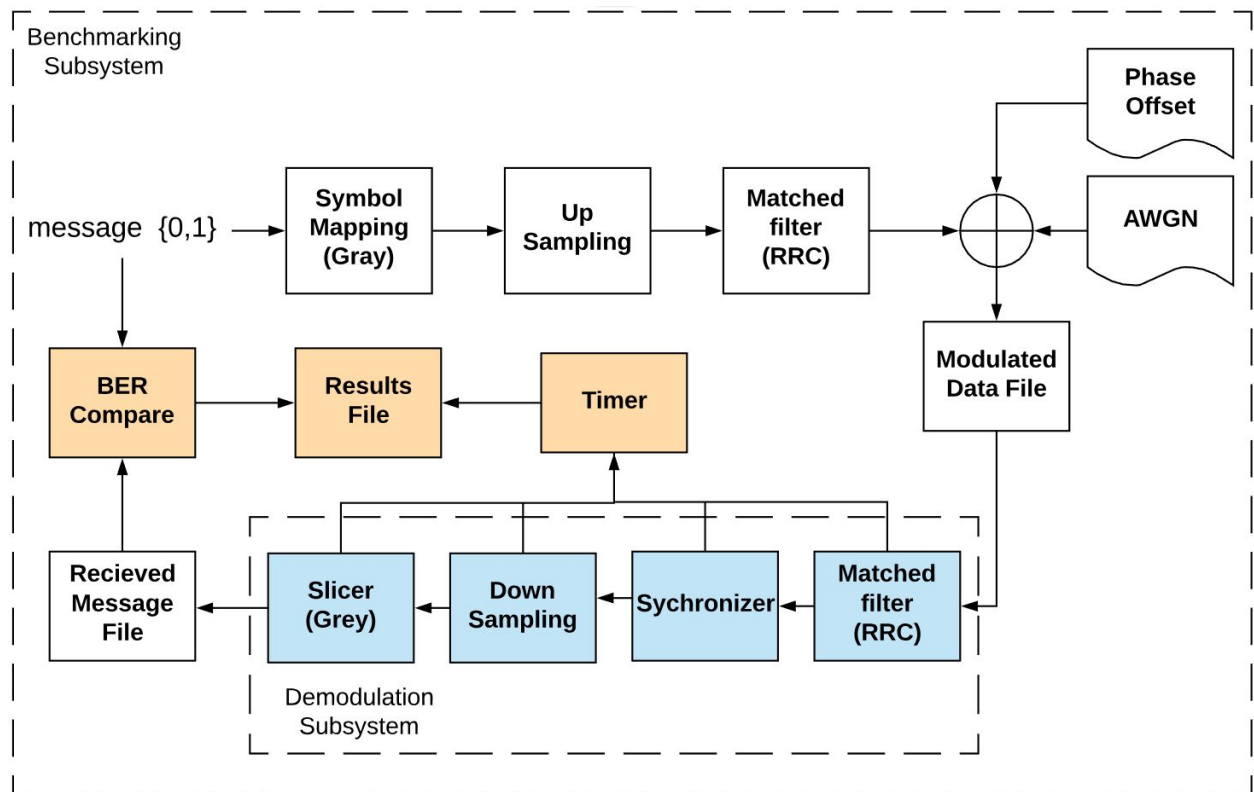 Benchmarking
Subsystem
Phase
Offset
message {0,1}
Symbol
Mapping
(Gray)
Up
Sampling
Matched
filter
(RRC)
AWGN
BER
Compare
Results
File
Timer
Modulated
Data File
Recieved
Message
File
Slicer
(Grey)
Down
Sampling
Sychronizer
Matched
filter
(RRC)
Demodulation
Subsystem